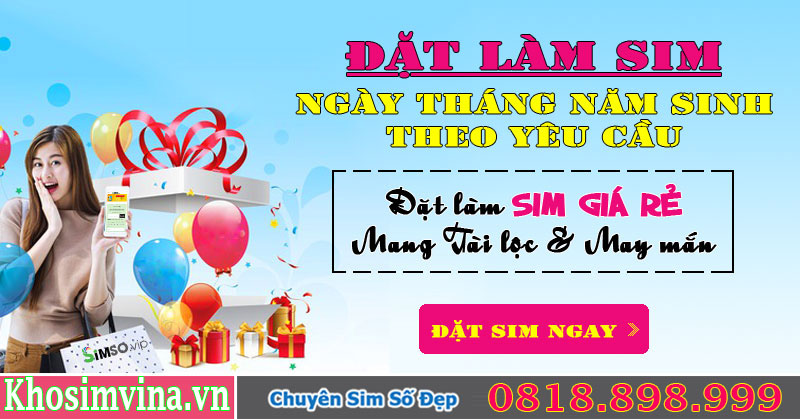 ĐẶT LÀM SIM
NGÀY THÁNG NĂM SINH
THEO YÊU CẦU
Đặt làm SIM GIÁ RẺ
Mang Tài lọc & May mắn
ĐẶT SIM NGAY
SIMSO.vip
Khosimvina.vn
Chuyên Sim Số Đẹp
0818.898.999